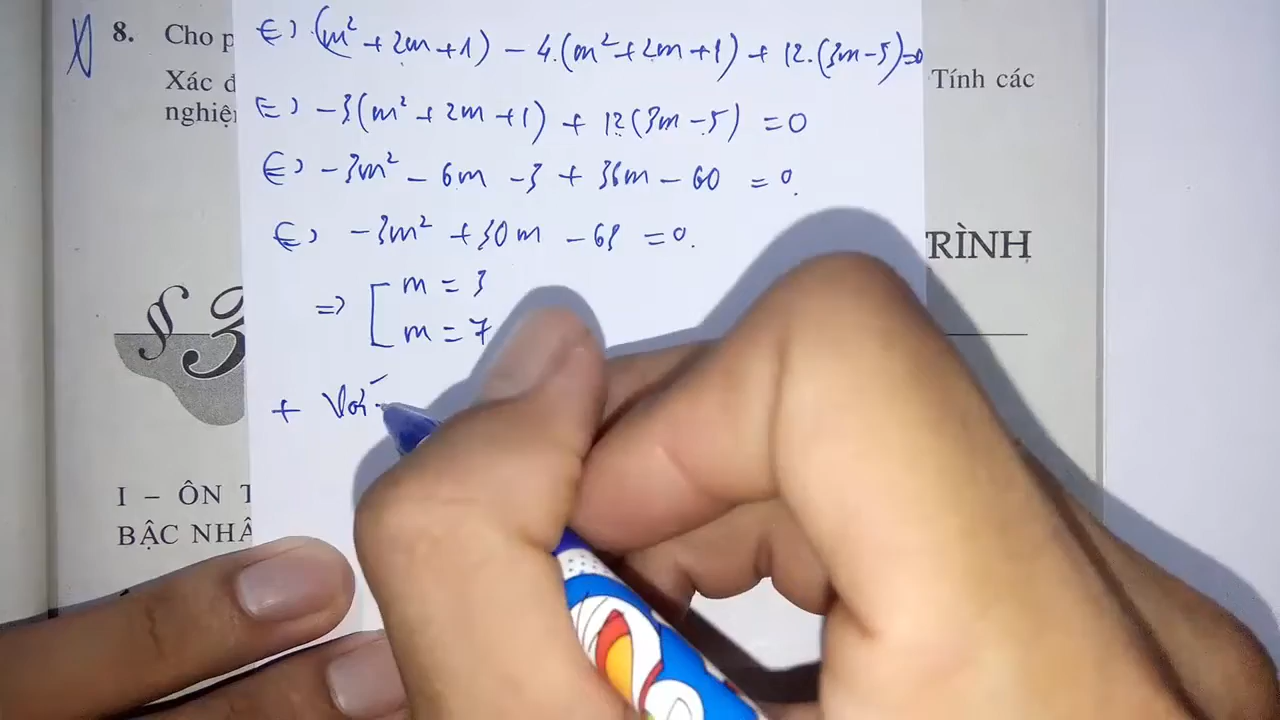 8. Cho p
Xác đ
nghiệ
Tính các
⇔ (m² + 2m + 1) - 4.(m² + 2m + 1) + 12.(3m - 5) = 0
⇔ -3(m² + 2m + 1) + 12(3m - 5) = 0
⇔ -3m² - 6m - 3 + 36m - 60 = 0.
⇔ -3m² + 30m - 63 = 0.
⇒ [ m = 3
m = 7
+ Với
RÌNH
§ 3
I – ÔN T
BẬC NHÂ